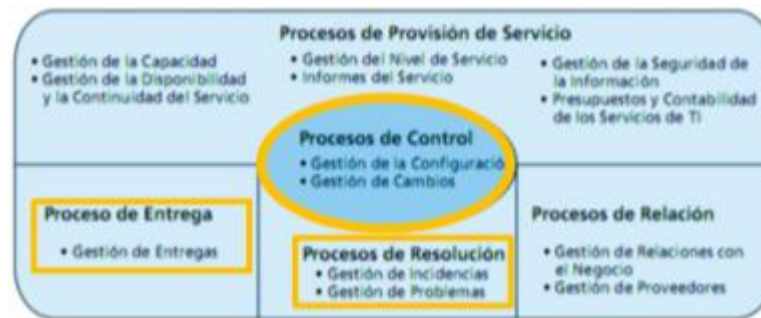 Procesos de Provisión de Servicio
• Gestión de la Capacidad
• Gestión de la Disponibilidad
y la Continuidad del Servicio
• Gestión del Nivel de Servicio
• Informes del Servicio
• Gestión de la Seguridad de
la Información
• Presupuestos y Contabilidad
de los Servicios de TI
Procesos de Control
• Gestión de la Configuració
• Gestión de Cambios
Proceso de Entrega
• Gestión de Entregas
Procesos de Resolución
• Gestión de Incidencias
• Gestión de Problemas
Procesos de Relación
• Gestión de Relaciones con
el Negocio
• Gestión de Proveedores